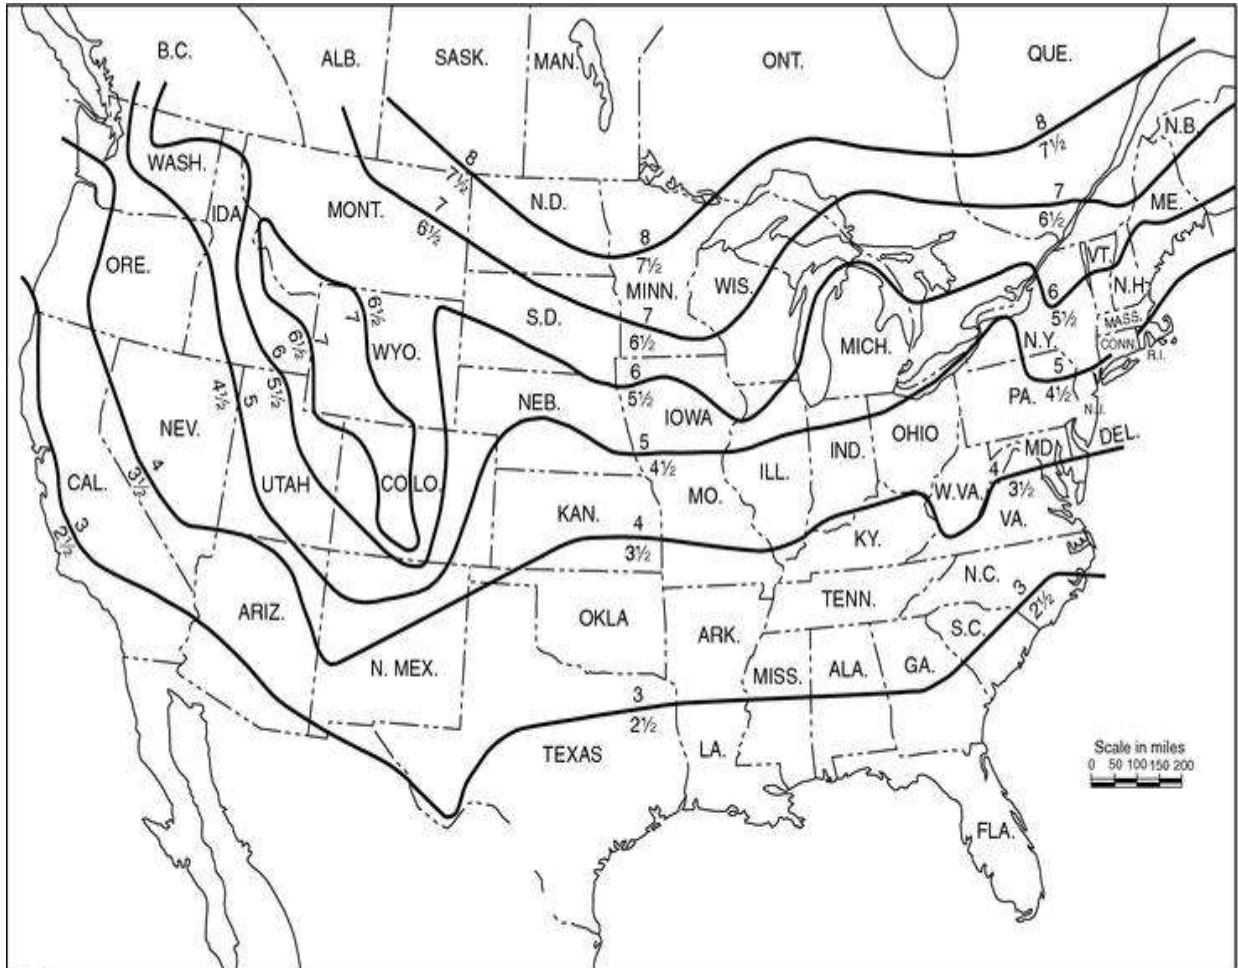 B.C.
ALB.
SASK.
MAN.
ONT.
QUE.
N.B.
8
7½
WASH.
IDA
MONT.
8
7½
7
6½
N.D.
7
6½
ME.
ORE.
8
7½
MINN.
WIS.
VT.
N.H
6
5½
MASS.
CONN.
R.I.
6½
7
7
6½
6
WYO.
S.D.
7
6½
MICH.
N.Y.
5
4½
PA.
N.J.
5½
5
4½
6
5½
NEB.
IOWA
NEV.
OHIO
IND.
ILL.
MD
DEL.
4
3½
5
4½
CAL.
UTAH
COLO.
MO.
W.VA.
4
3½
VA.
3
2½
KAN.
4
3½
KY.
N.C.
3
2½
ARIZ.
OKLA
TENN.
ARK.
S.C.
N. MEX.
MISS.
ALA.
GA.
3
2½
TEXAS
LA.
Scale in miles
0 50 100 150 200
FLA.